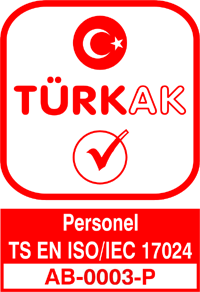 TÜRKAK
Personel
TS EN ISO/IEC 17024
AB-0003-P